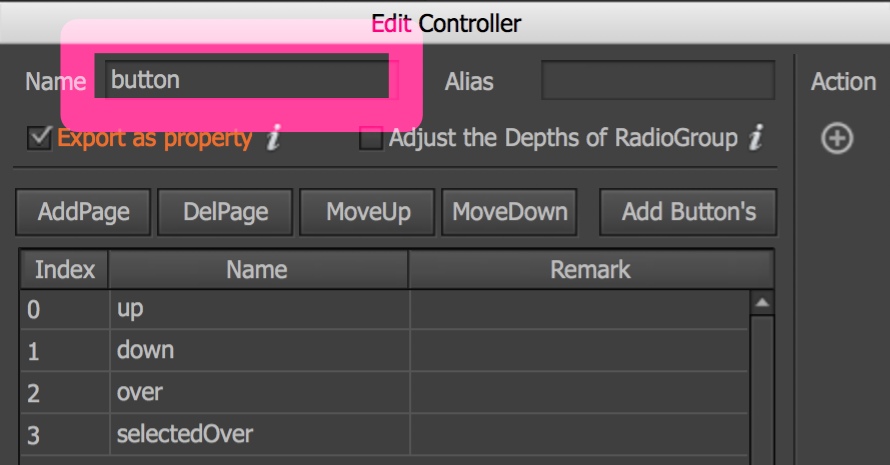 Edit Controller
Name button Alias Action
Export as property i Adjust the Depths of RadioGroup i
AddPage DelPage MoveUp MoveDown Add Button's
Index Name Remark
0 up
1 down
2 over
3 selectedOver